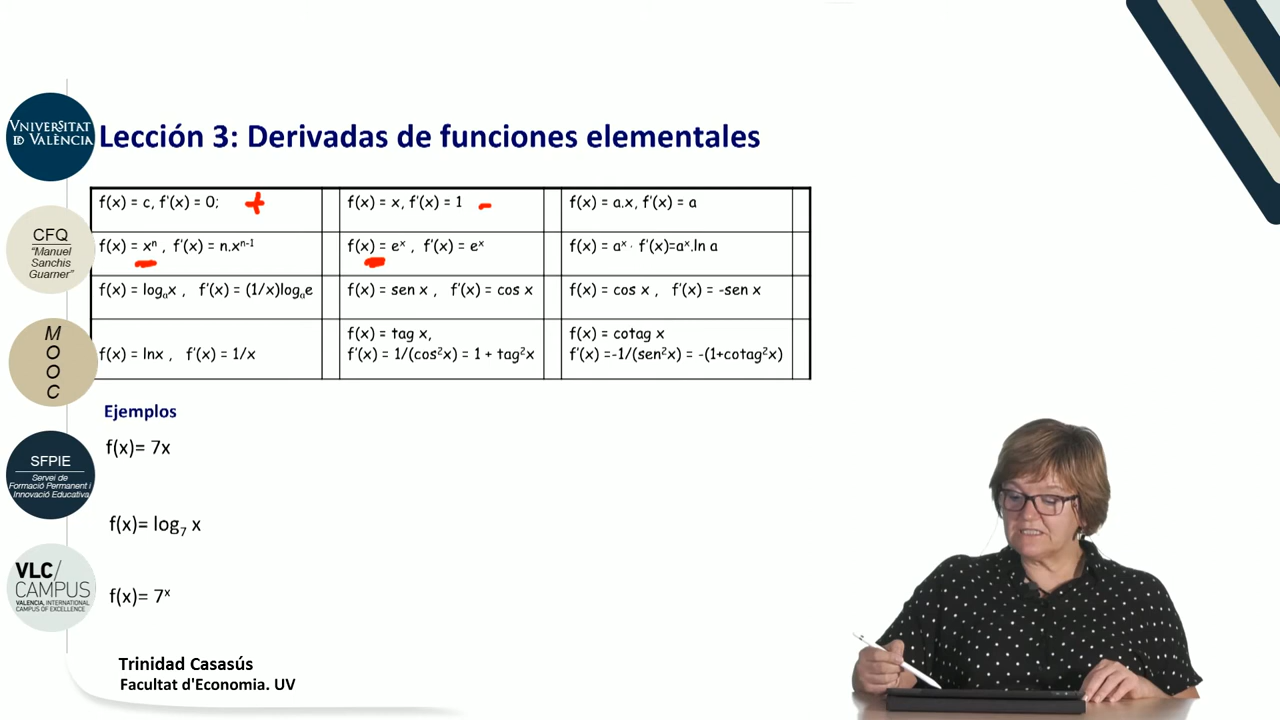 VNIVERSITAT
ID VALÈNCIA
Lección 3: Derivadas de funciones elementales
f(x) = c, f'(x) = 0;
f(x) = x, f'(x) = 1
f(x) = a.x, f'(x) = a
CFQ
"Manuel
Sanchis
Guarner"
f(x) = xⁿ , f'(x) = n.xⁿ⁻¹
f(x) = eˣ , f'(x) = eˣ
f(x) = aˣ · f'(x)=aˣ.ln a
f(x) = logₐx , f'(x) = (1/x)logₐe
f(x) = sen x , f'(x) = cos x
f(x) = cos x , f'(x) = -sen x
M
O
O
C
f(x) = lnx , f'(x) = 1/x
f(x) = tag x,
f'(x) = 1/(cos²x) = 1 + tag²x
f(x) = cotag x
f'(x) =-1/(sen²x) = -(1+cotag²x)
Ejemplos
f(x)= 7x
SFPIE
Servei de
Formació Permanent i
Innovació Educativa
f(x)= log₇ x
VLC/
CAMPUS
VALENCIA, INTERNATIONAL
CAMPUS OF EXCELLENCE
f(x)= 7ˣ
Trinidad Casasús
Facultat d'Economia. UV